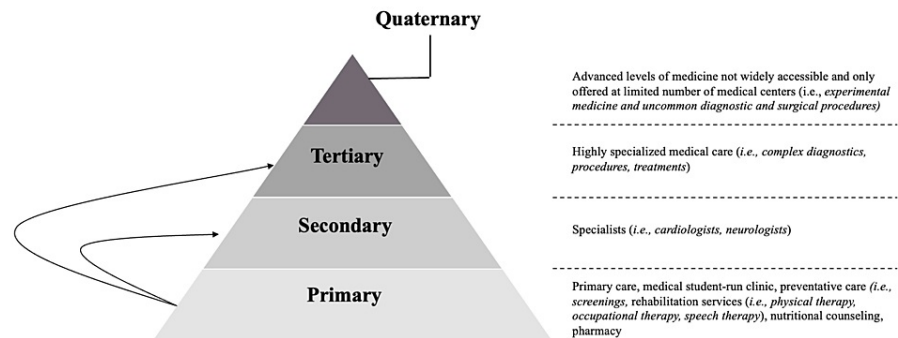 Quaternary
Advanced levels of medicine not widely accessible and only
offered at limited number of medical centers (i.e., experimental
medicine and uncommon diagnostic and surgical procedures)
Tertiary
Highly specialized medical care (i.e., complex diagnostics,
procedures, treatments)
Secondary
Specialists (i.e., cardiologists, neurologists)
Primary
Primary care, medical student-run clinic, preventative care (i.e.,
screenings, rehabilitation services (i.e., physical therapy,
occupational therapy, speech therapy), nutritional counseling,
pharmacy